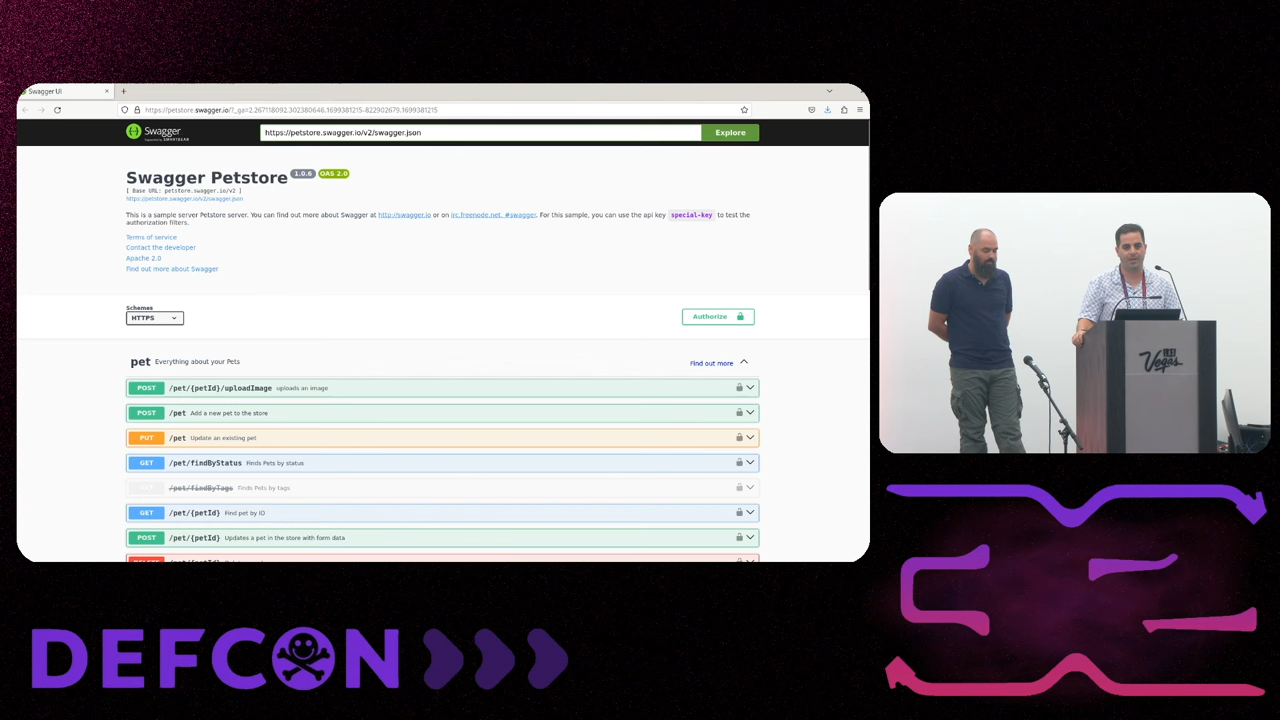 Swagger UI
https://petstore.swagger.io/?_ga=2.267118092.302380646.1699381215-822902679.1699381215
Swagger
https://petstore.swagger.io/v2/swagger.json
Explore
Swagger Petstore 1.0.6 OAS 2.0
[ Base URL: petstore.swagger.io/v2 ]
https://petstore.swagger.io/v2/swagger.json
This is a sample server Petstore server. You can find out more about Swagger at http://swagger.io or on irc.freenode.net, #swagger. For this sample, you can use the api key special-key to test the
authorization filters.
Terms of service
Contact the developer
Apache 2.0
Find out more about Swagger
Schemes
HTTPS
Authorize
pet Everything about your Pets
Find out more
POST /pet/{petId}/uploadImage uploads an image
POST /pet Add a new pet to the store
PUT /pet Update an existing pet
GET /pet/findByStatus Finds Pets by status
/pet/findByTags Finds Pets by tags
GET /pet/{petId} Find pet by ID
POST /pet/{petId} Updates a pet in the store with form data
Vegas
DEFCON